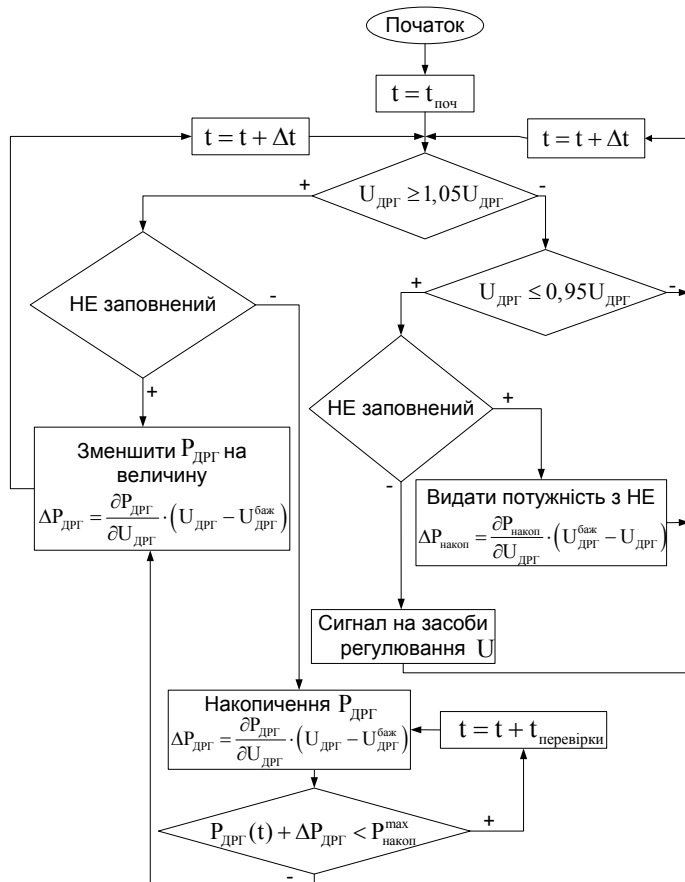 Початок
t = t_поч
t = t + Δt
t = t + Δt
+
-
U_ДРГ ≥ 1,05U_ДРГ
НЕ заповнений
-
+
U_ДРГ ≤ 0,95U_ДРГ
+
-
НЕ заповнений
+
-
Зменшити P_ДРГ на
величину
ΔP_ДРГ = ∂P_ДРГ/∂U_ДРГ · (U_ДРГ − U_ДРГ^баж)
Видати потужність з НЕ
ΔP_накоп = ∂P_накоп/∂U_ДРГ · (U_ДРГ^баж − U_ДРГ)
Сигнал на засоби
регулювання U
Накопичення P_ДРГ
ΔP_ДРГ = ∂P_ДРГ/∂U_ДРГ · (U_ДРГ − U_ДРГ^баж)
t = t + t_перевірки
P_ДРГ(t) + ΔP_ДРГ < P_накоп^max
+
-